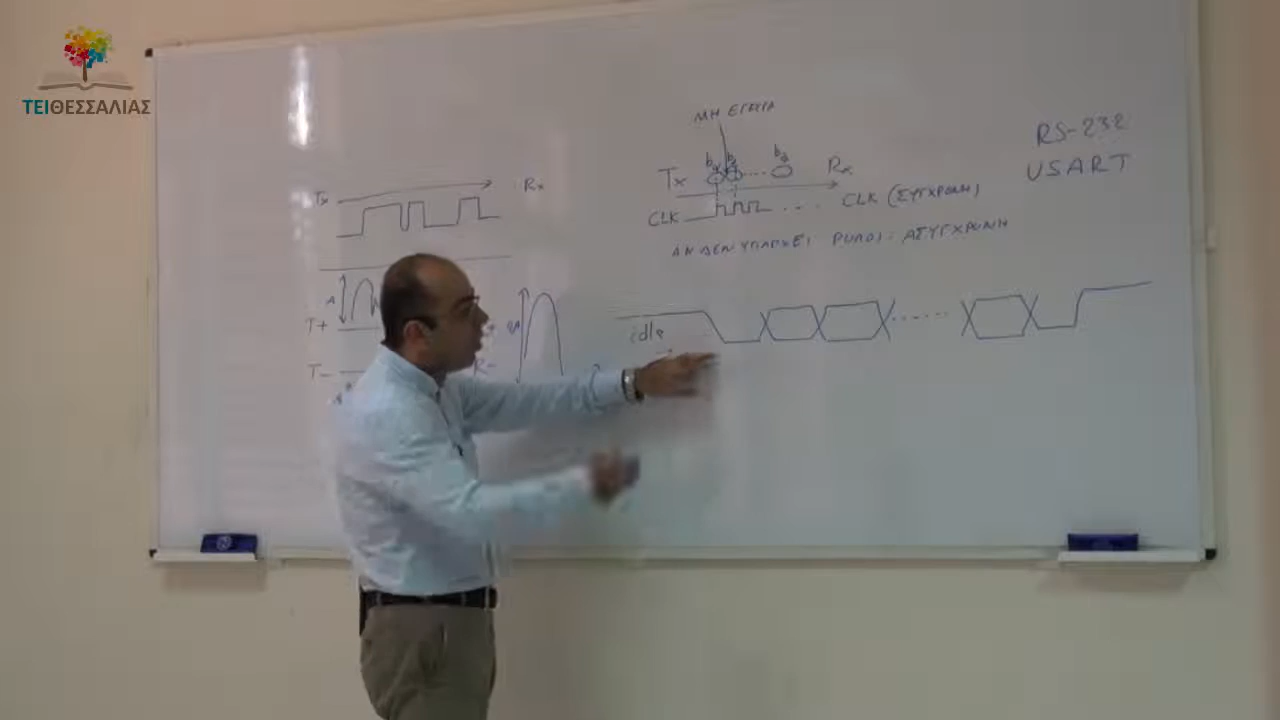 ΤΕΙΘΕΣΣΑΛΙΑΣ
Tx Rx
A
T+
T-
R-
ΜΗ ΕΓΚΥΡΑ
Tx ..... Rx
CLK ... CLK (ΣΥΓΧΡΟΝΗ)
ΑΝ ΔΕΝ ΥΠΑΡΧΕΙ ΡΟΛΟΙ: ΑΣΥΓΧΡΟΝΗ
RS-232
USART
idle